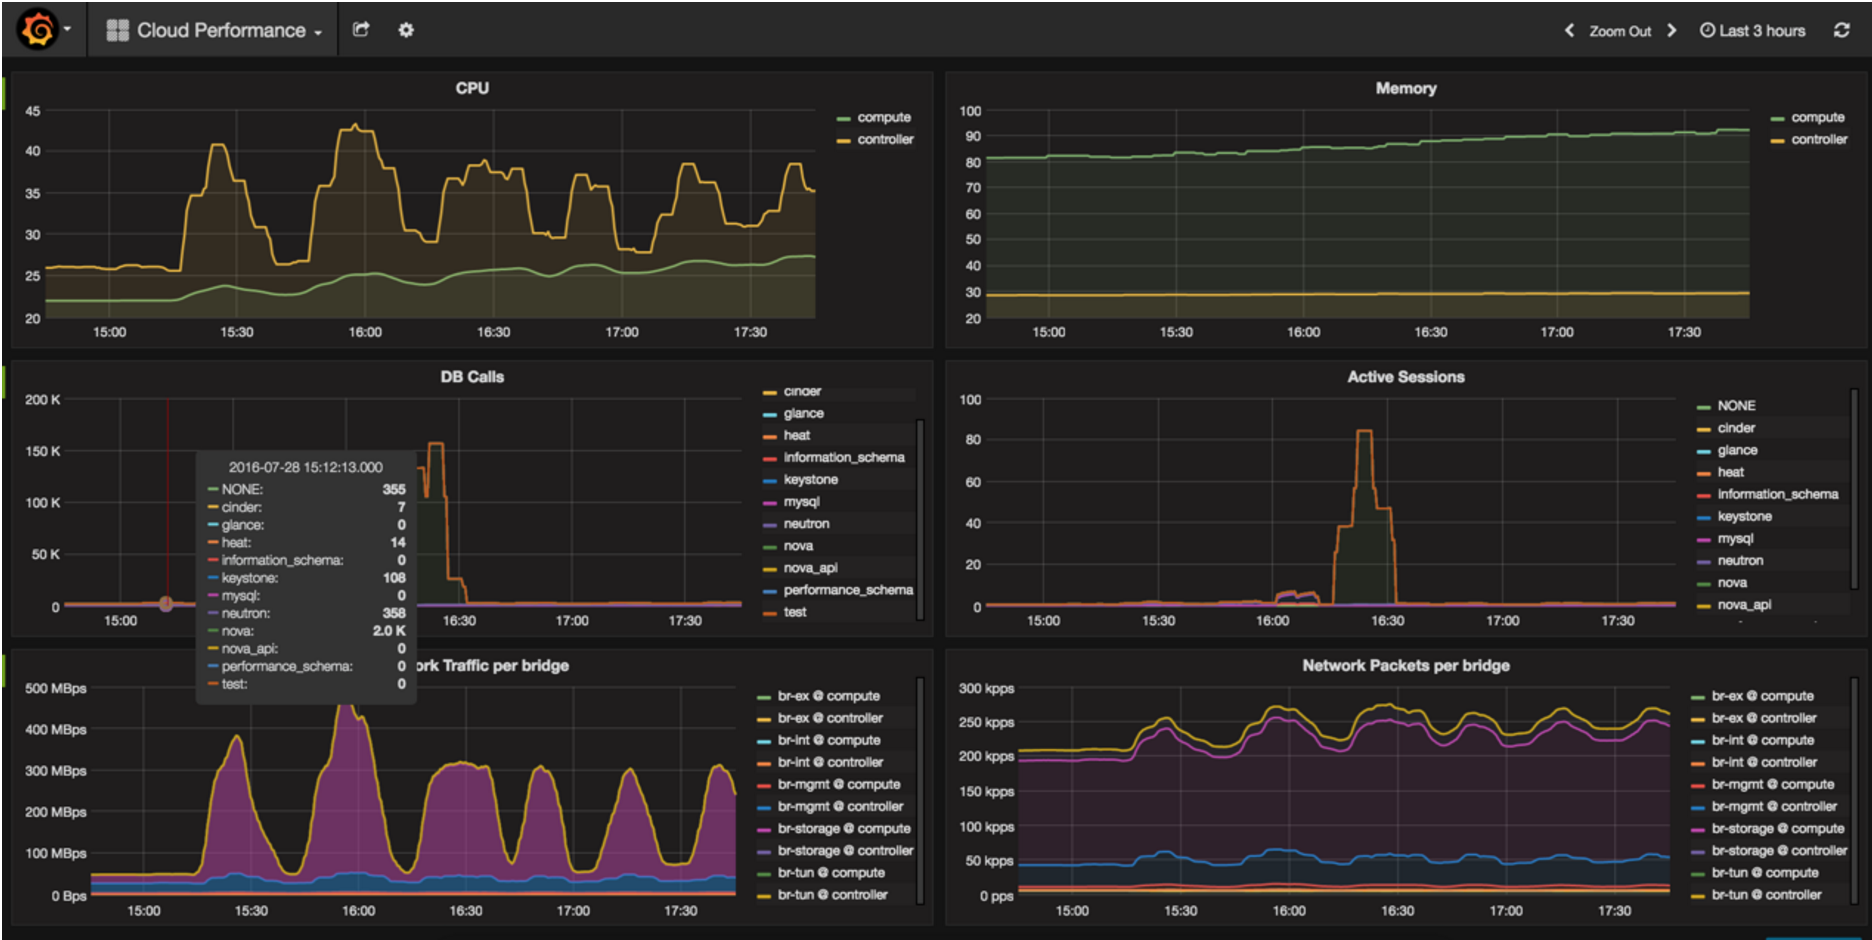 Cloud Performance
Zoom Out
Last 3 hours
CPU
45
40
35
30
25
20
15:00 15:30 16:00 16:30 17:00 17:30
compute
controller
Memory
100
90
80
70
60
50
40
30
20
15:00 15:30 16:00 16:30 17:00 17:30
compute
controller
DB Calls
200 K
150 K
100 K
50 K
0
15:00 16:30 17:00 17:30
cinder
glance
heat
information_schema
keystone
mysql
neutron
nova
nova_api
performance_schema
test
2016-07-28 15:12:13.000
NONE: 355
cinder: 7
glance: 0
heat: 14
information_schema: 0
keystone: 108
mysql: 0
neutron: 358
nova: 2.0 K
nova_api: 0
performance_schema: 0
test: 0
Active Sessions
100
80
60
40
20
0
15:00 15:30 16:00 16:30 17:00 17:30
NONE
cinder
glance
heat
information_schema
keystone
mysql
neutron
nova
nova_api
ork Traffic per bridge
500 MBps
400 MBps
300 MBps
200 MBps
100 MBps
0 Bps
15:00 15:30 16:00 16:30 17:00 17:30
br-ex @ compute
br-ex @ controller
br-int @ compute
br-int @ controller
br-mgmt @ compute
br-mgmt @ controller
br-storage @ compute
br-storage @ controller
br-tun @ compute
br-tun @ controller
Network Packets per bridge
300 kpps
250 kpps
200 kpps
150 kpps
100 kpps
50 kpps
0 pps
15:00 15:30 16:00 16:30 17:00 17:30
br-ex @ compute
br-ex @ controller
br-int @ compute
br-int @ controller
br-mgmt @ compute
br-mgmt @ controller
br-storage @ compute
br-storage @ controller
br-tun @ compute
br-tun @ controller